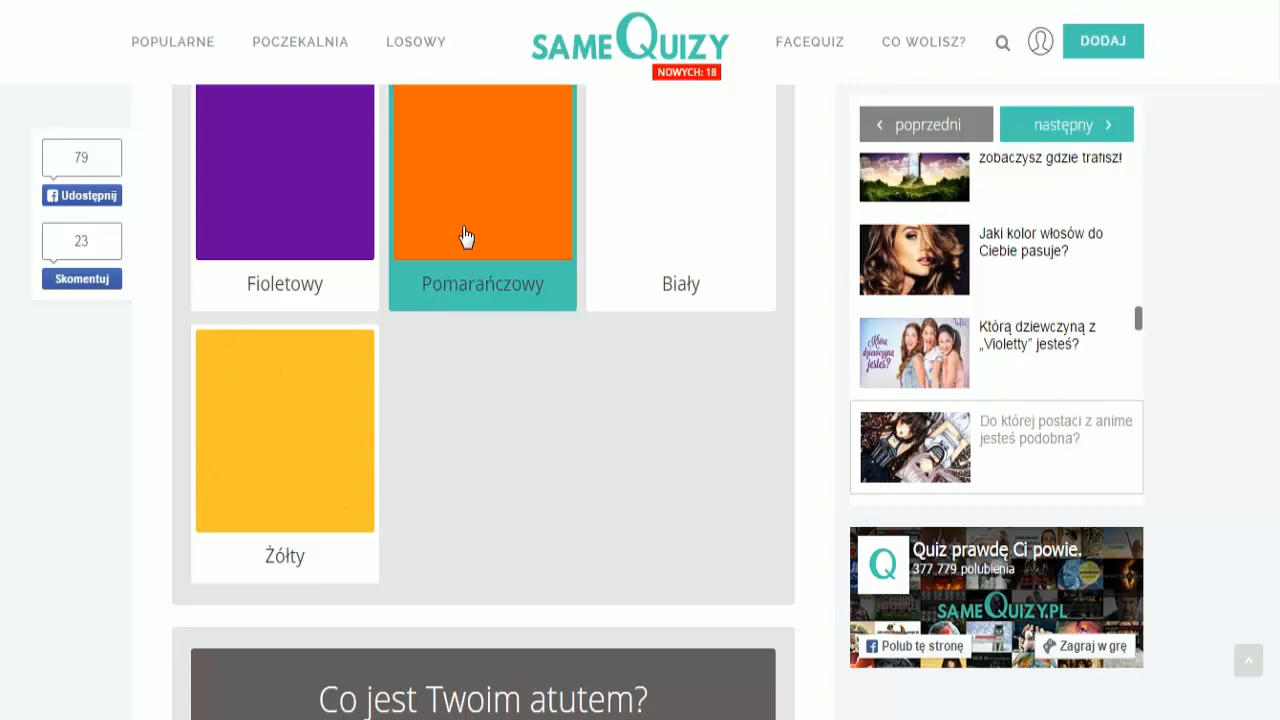 POPULARNE
POCZEKALNIA
LOSOWY
SAMEQUIZY
NOWYCH: 18
FACEQUIZ
CO WOLISZ?
DODAJ
79
Udostępnij
23
Skomentuj
Fioletowy
Pomarańczowy
Biały
Żółty
Co jest Twoim atutem?
poprzedni
następny
zobaczysz gdzie trafisz!
Jaki kolor włosów do
Ciebie pasuje?
Którą dziewczyną z
„Violetty” jesteś?
Do której postaci z anime
jesteś podobna?
Q
Quiz prawdę Ci powie.
377 779 polubienia
SAMEQUIZY.PL
Polub tę stronę
Zagraj w grę